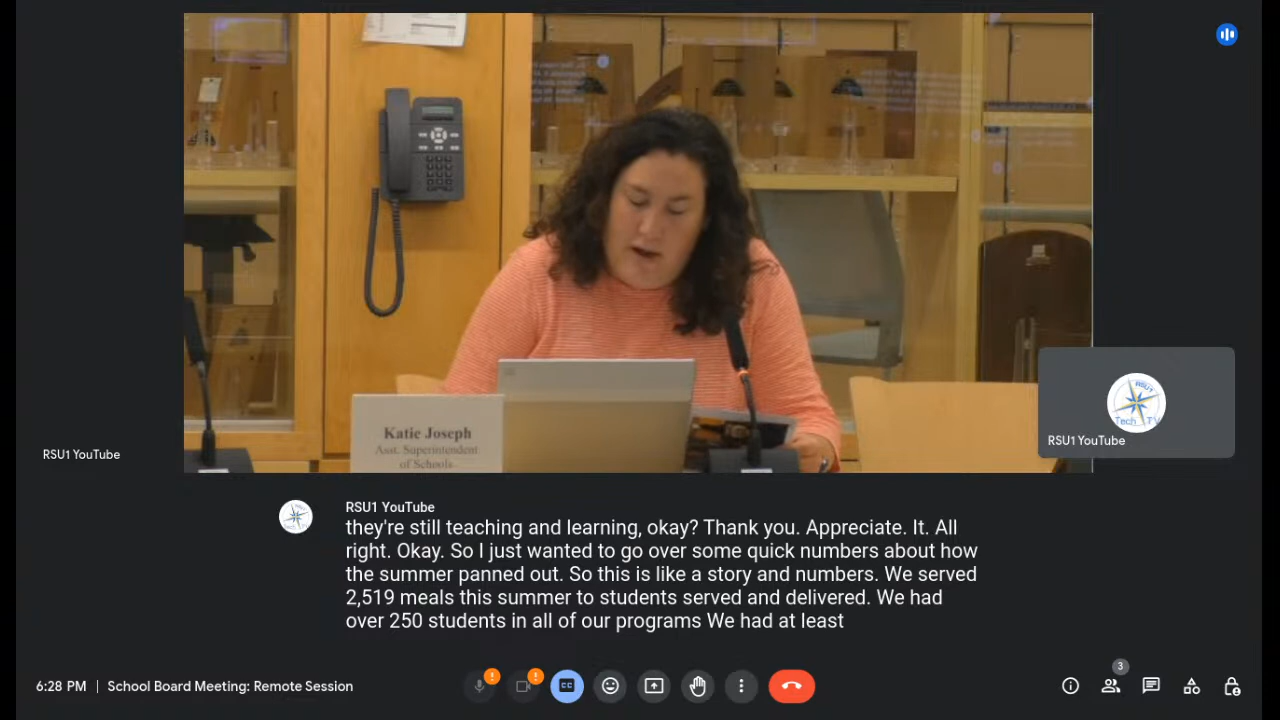 Katie Joseph
Asst. Superintendent
of Schools
RSU1
Tech TV
RSU1 YouTube
RSU1 YouTube
RSU1 YouTube
they're still teaching and learning, okay? Thank you. Appreciate. It. All
right. Okay. So I just wanted to go over some quick numbers about how
the summer panned out. So this is like a story and numbers. We served
2,519 meals this summer to students served and delivered. We had
over 250 students in all of our programs We had at least
6:28 PM | School Board Meeting: Remote Session
CC
3